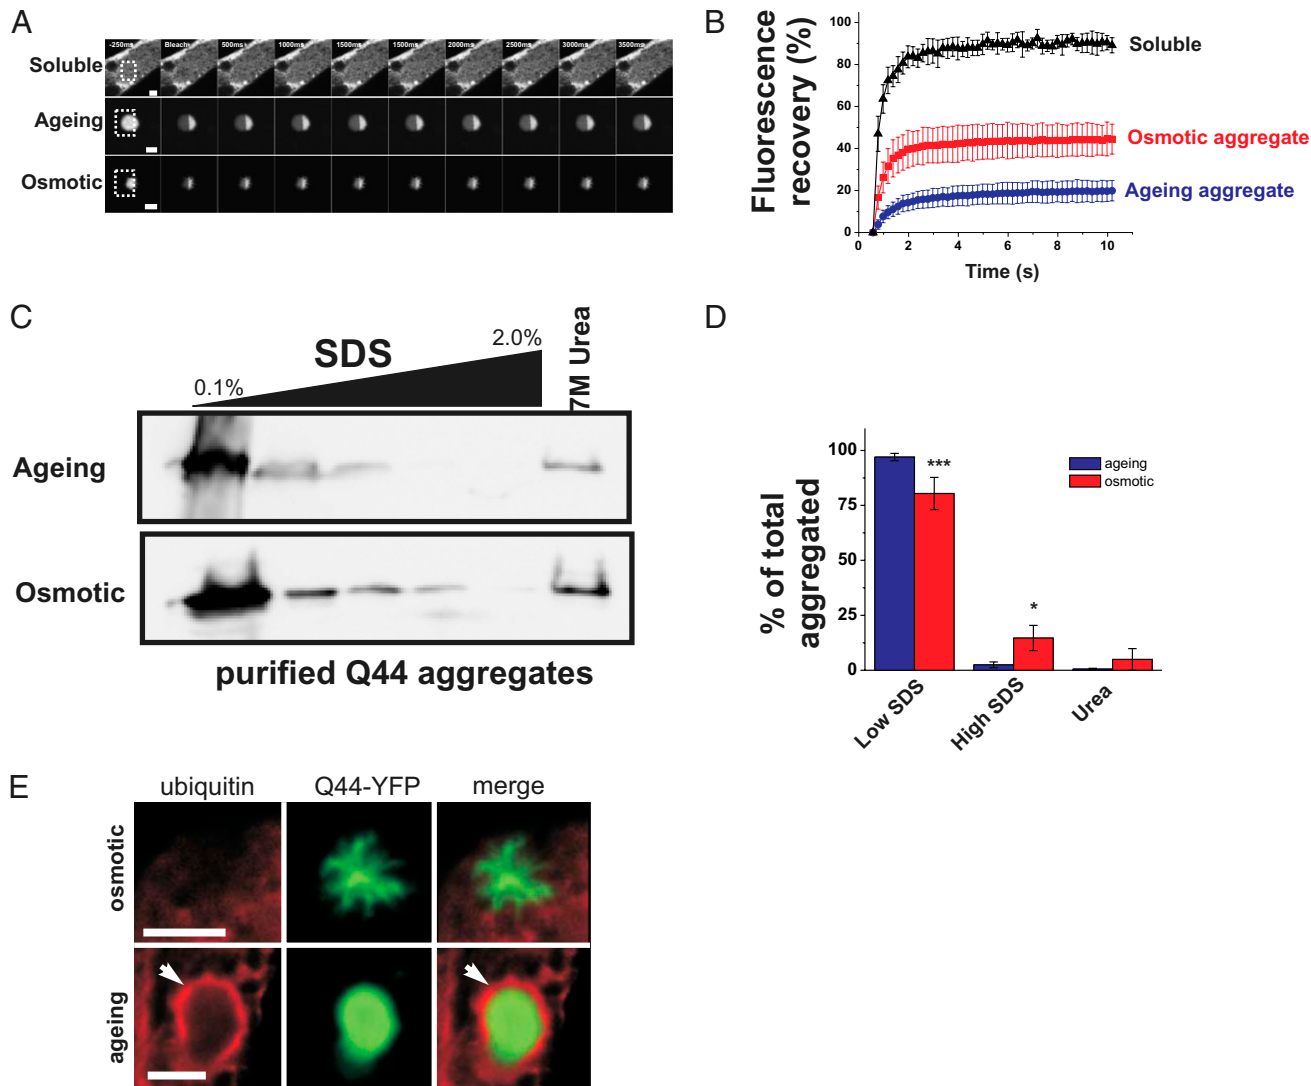 A
-250ms Bleach 500ms 1000ms 1500ms 1500ms 2000ms 2500ms 3000ms 3500ms
Soluble
Ageing
Osmotic
B
Fluorescence
recovery (%)
100
80
60
40
20
0
0 2 4 6 8 10
Time (s)
Soluble
Osmotic aggregate
Ageing aggregate
C
SDS
0.1%
2.0%
7M Urea
Ageing
Osmotic
purified Q44 aggregates
D
% of total
aggregated
100
75
50
25
0
ageing
osmotic
***
*
Low SDS
High SDS
Urea
E
ubiquitin Q44-YFP merge
osmotic
ageing